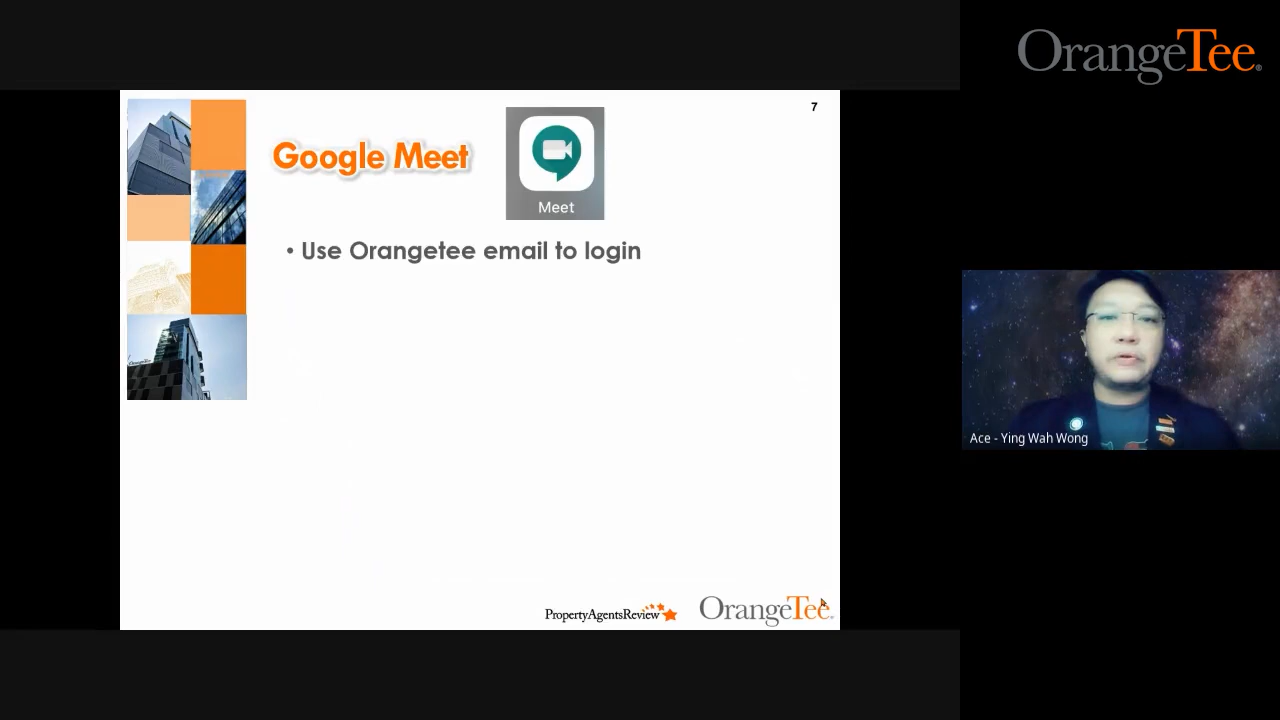 OrangeTee
7
Google Meet
Meet
• Use Orangetee email to login
Ace - Ying Wah Wong
PropertyAgentsReview
OrangeTee